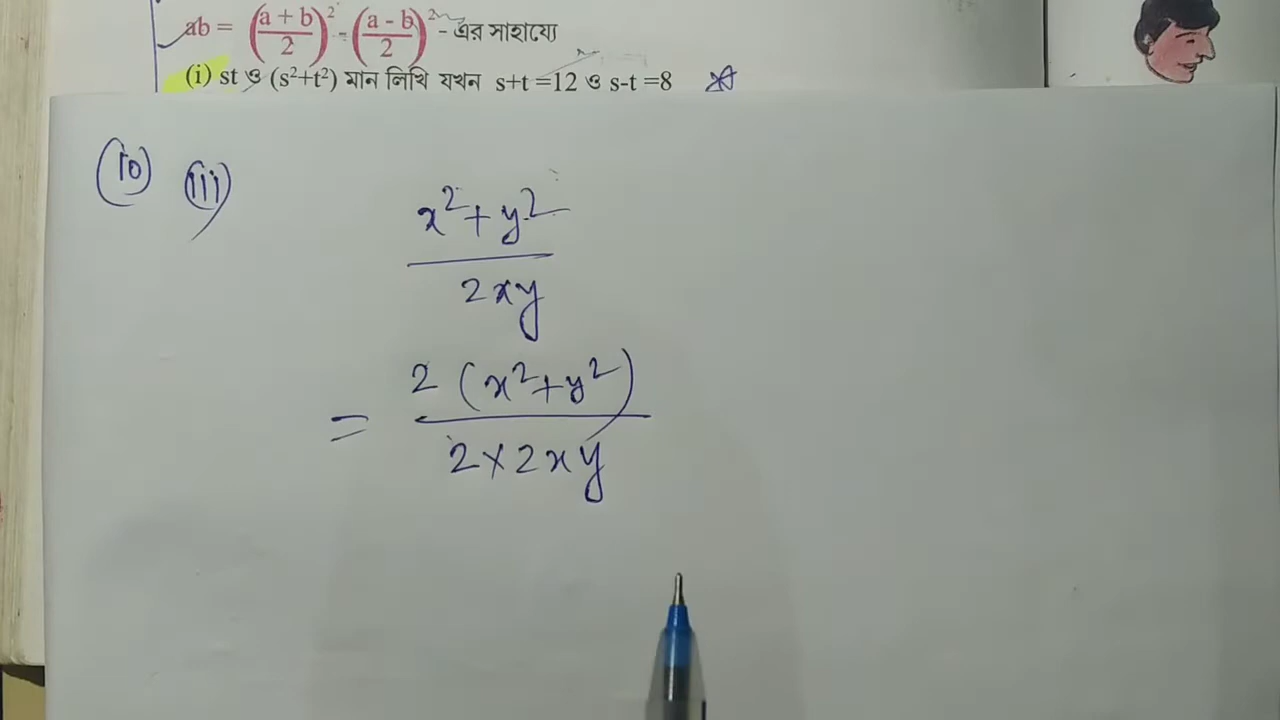 ab = (a + b/2)² - (a - b/2)² - এর সাহায্যে
(i) st ও (s²+t²) মান লিখি যখন s+t =12 ও s-t =8
(10) (iii)
x²+y²
2xy
= 2 (x²+y²)
2×2xy